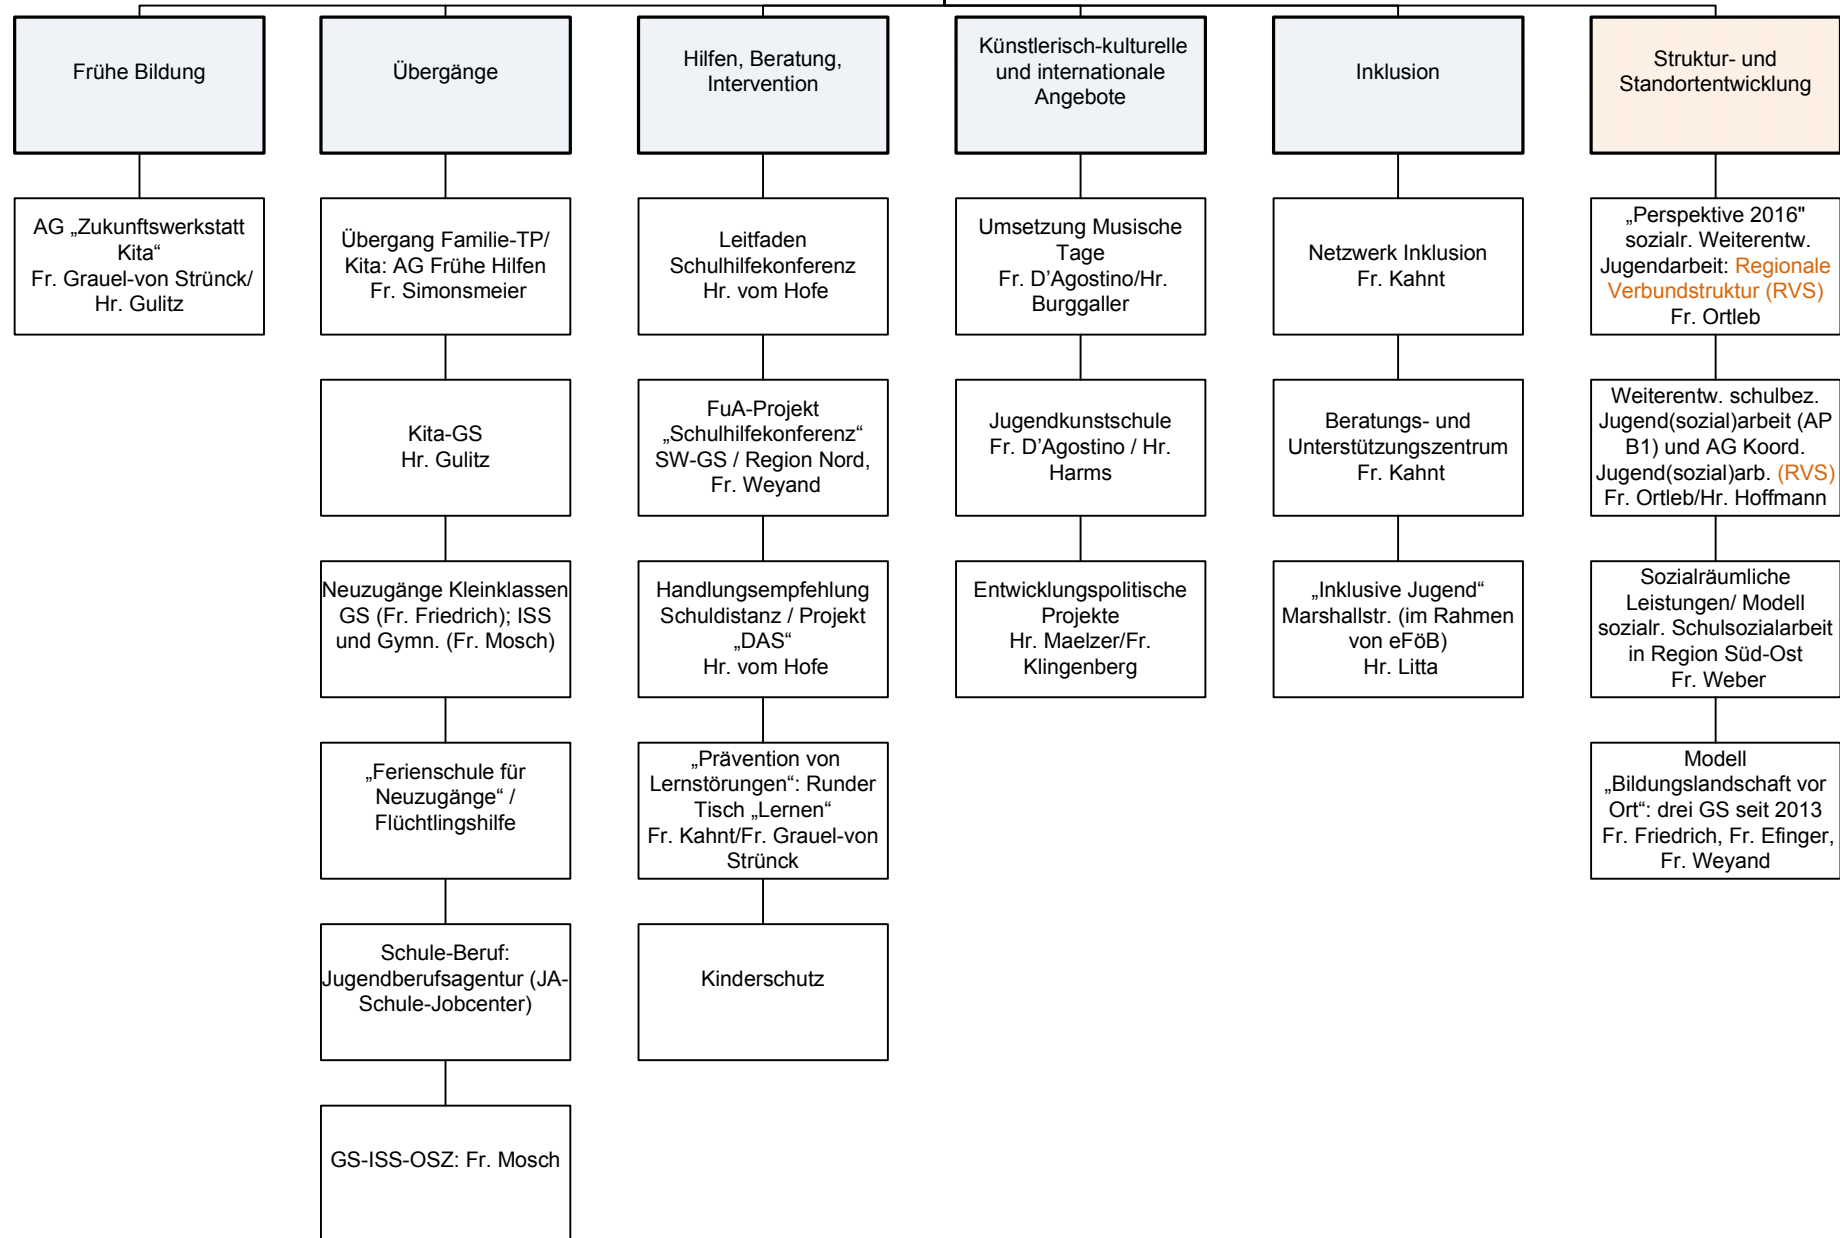 Frühe Bildung
Übergänge
Hilfen, Beratung,
Intervention
Künstlerisch-kulturelle
und internationale
Angebote
Inklusion
Struktur- und
Standortentwicklung
AG „Zukunftswerkstatt
Kita“
Fr. Grauel-von Strünck/
Hr. Gulitz
Übergang Familie-TP/
Kita: AG Frühe Hilfen
Fr. Simonsmeier
Kita-GS
Hr. Gulitz
Neuzugänge Kleinklassen
GS (Fr. Friedrich); ISS
und Gymn. (Fr. Mosch)
„Ferienschule für
Neuzugänge“ /
Flüchtlingshilfe
Schule-Beruf:
Jugendberufsagentur (JA-
Schule-Jobcenter)
GS-ISS-OSZ: Fr. Mosch
Leitfaden
Schulhilfekonferenz
Hr. vom Hofe
FuA-Projekt
„Schulhilfekonferenz“
SW-GS / Region Nord,
Fr. Weyand
Handlungsempfehlung
Schuldistanz / Projekt
„DAS“
Hr. vom Hofe
„Prävention von
Lernstörungen“: Runder
Tisch „Lernen“
Fr. Kahnt/Fr. Grauel-von
Strünck
Kinderschutz
Umsetzung Musische
Tage
Fr. D’Agostino/Hr.
Burggaller
Jugendkunstschule
Fr. D’Agostino / Hr.
Harms
Entwicklungspolitische
Projekte
Hr. Maelzer/Fr.
Klingenberg
Netzwerk Inklusion
Fr. Kahnt
Beratungs- und
Unterstützungszentrum
Fr. Kahnt
„Inklusive Jugend“
Marshallstr. (im Rahmen
von eFöB)
Hr. Litta
„Perspektive 2016"
sozialr. Weiterentw.
Jugendarbeit: Regionale
Verbundstruktur (RVS)
Fr. Ortleb
Weiterentw. schulbez.
Jugend(sozial)arbeit (AP
B1) und AG Koord.
Jugend(sozial)arb. (RVS)
Fr. Ortleb/Hr. Hoffmann
Sozialräumliche
Leistungen/ Modell
sozialr. Schulsozialarbeit
in Region Süd-Ost
Fr. Weber
Modell
„Bildungslandschaft vor
Ort“: drei GS seit 2013
Fr. Friedrich, Fr. Efinger,
Fr. Weyand